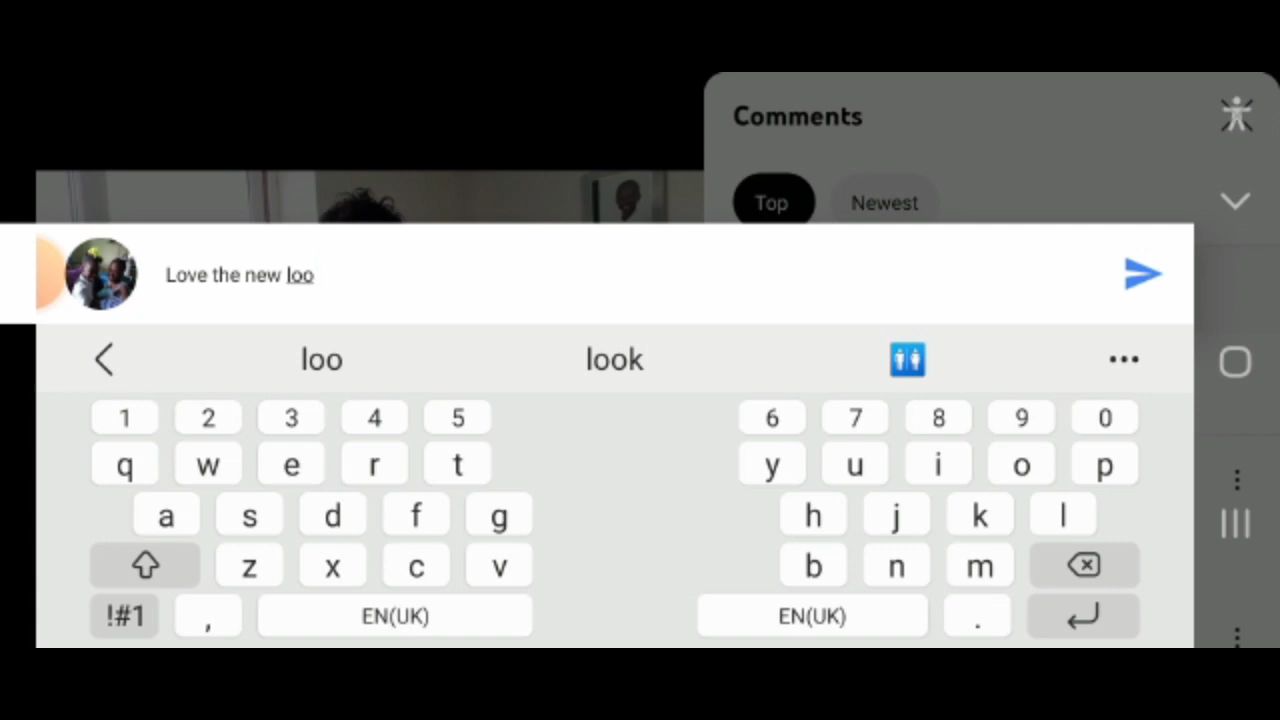 Comments
Top Newest
Love the new loo
loo look
1 2 3 4 5 6 7 8 9 0
q w e r t y u i o p
a s d f g h j k l
z x c v b n m
!#1 , EN(UK) EN(UK) .